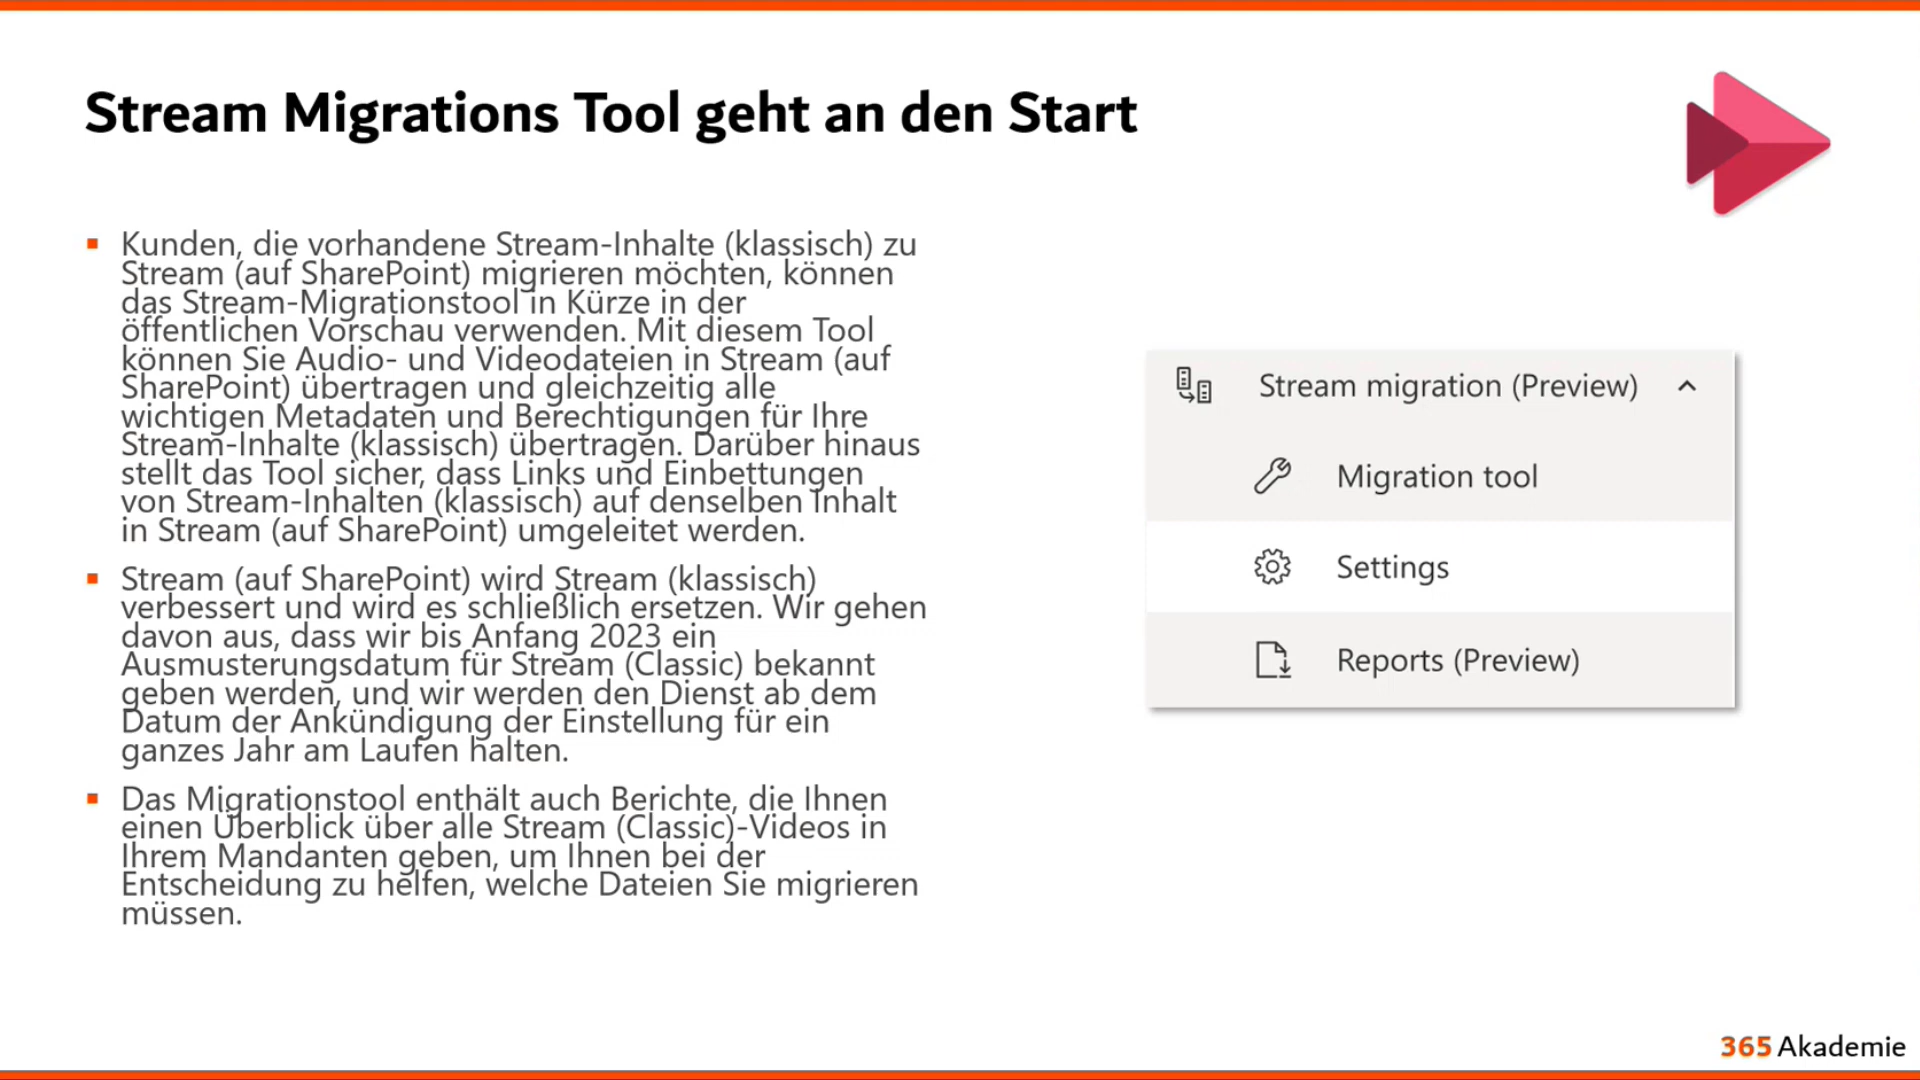 Stream Migrations Tool geht an den Start
Kunden, die vorhandene Stream-Inhalte (klassisch) zu
Stream (auf SharePoint) migrieren möchten, können
das Stream-Migrationstool in Kürze in der
öffentlichen Vorschau verwenden. Mit diesem Tool
können Sie Audio- und Videodateien in Stream (auf
SharePoint) übertragen und gleichzeitig alle
wichtigen Metadaten und Berechtigungen für Ihre
Stream-Inhalte (klassisch) übertragen. Darüber hinaus
stellt das Tool sicher, dass Links und Einbettungen
von Stream-Inhalten (klassisch) auf denselben Inhalt
in Stream (auf SharePoint) umgeleitet werden.
Stream (auf SharePoint) wird Stream (klassisch)
verbessert und wird es schließlich ersetzen. Wir gehen
davon aus, dass wir bis Anfang 2023 ein
Ausmusterungsdatum für Stream (Classic) bekannt
geben werden, und wir werden den Dienst ab dem
Datum der Ankündigung der Einstellung für ein
ganzes Jahr am Laufen halten.
Das Migrationstool enthält auch Berichte, die Ihnen
einen Überblick über alle Stream (Classic)-Videos in
Ihrem Mandanten geben, um Ihnen bei der
Entscheidung zu helfen, welche Dateien Sie migrieren
müssen.
Stream migration (Preview)
Migration tool
Settings
Reports (Preview)
365 Akademie